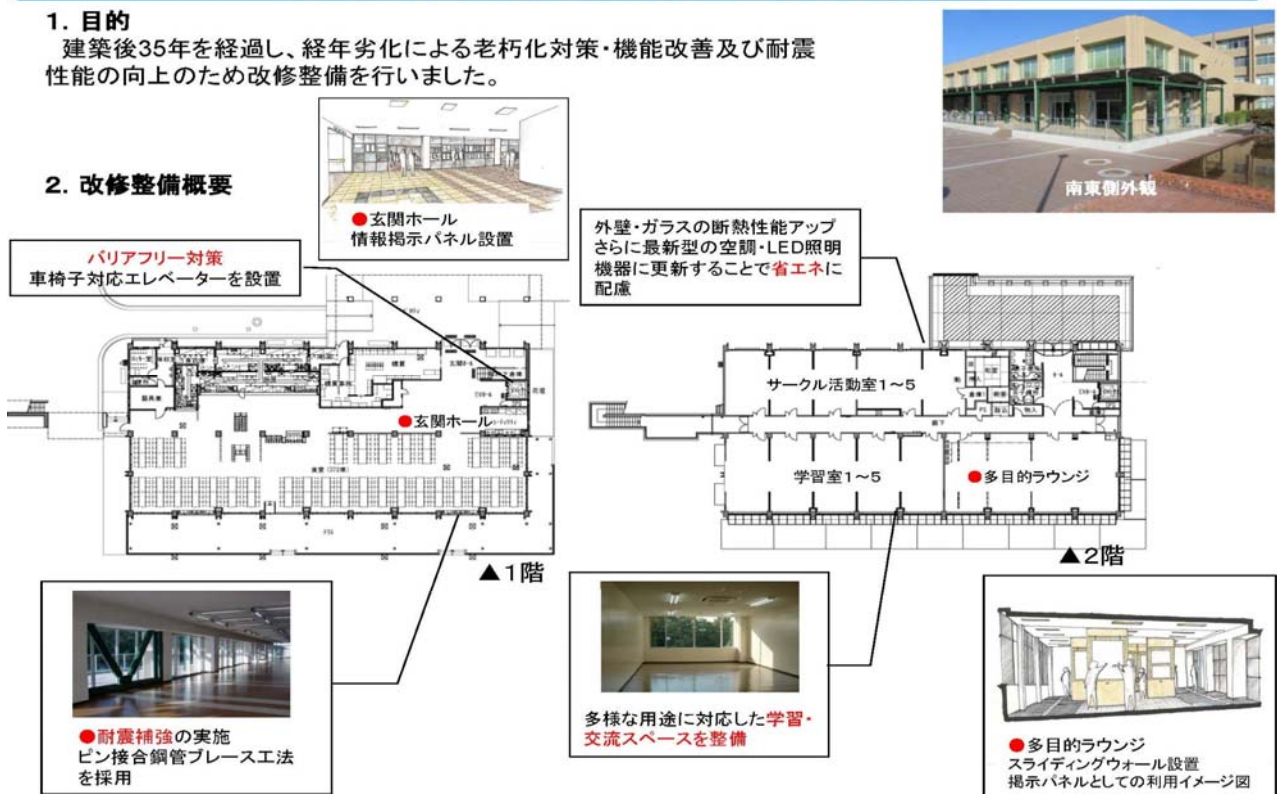 1. 目的
建築後35年を経過し、経年劣化による老朽化対策・機能改善及び耐震
性能の向上のため改修整備を行いました。
南東側外観
2. 改修整備概要
●玄関ホール
情報掲示パネル設置
バリアフリー対策
車椅子対応エレベーターを設置
外壁・ガラスの断熱性能アップ
さらに最新型の空調・LED照明
機器に更新することで省エネに
配慮
●玄関ホール
▲1階
サークル活動室1～5
廊下
学習室1～5
●多目的ラウンジ
▲2階
●耐震補強の実施
ピン接合鋼管ブレース工法
を採用
多様な用途に対応した学習・
交流スペースを整備
●多目的ラウンジ
スライディングウォール設置
掲示パネルとしての利用イメージ図